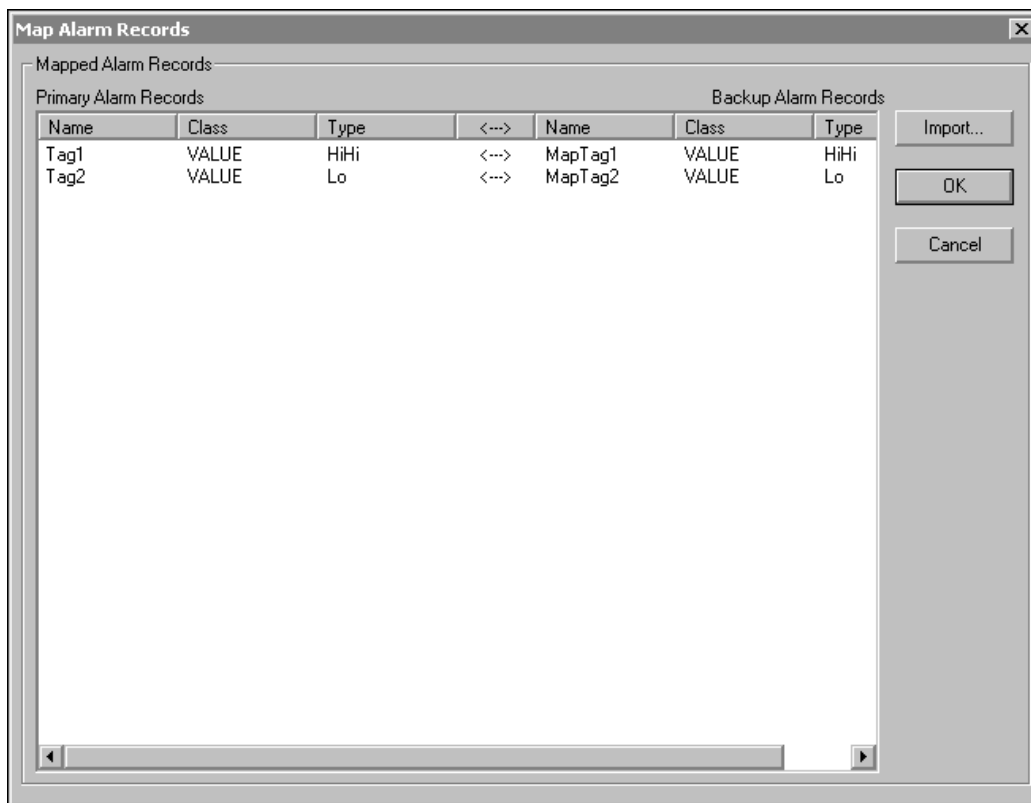 Map Alarm Records
Mapped Alarm Records
Primary Alarm Records Backup Alarm Records
Name Class Type <---> Name Class Type
Tag1 VALUE HiHi <---> MapTag1 VALUE HiHi
Tag2 VALUE Lo <---> MapTag2 VALUE Lo
Import...
OK
Cancel